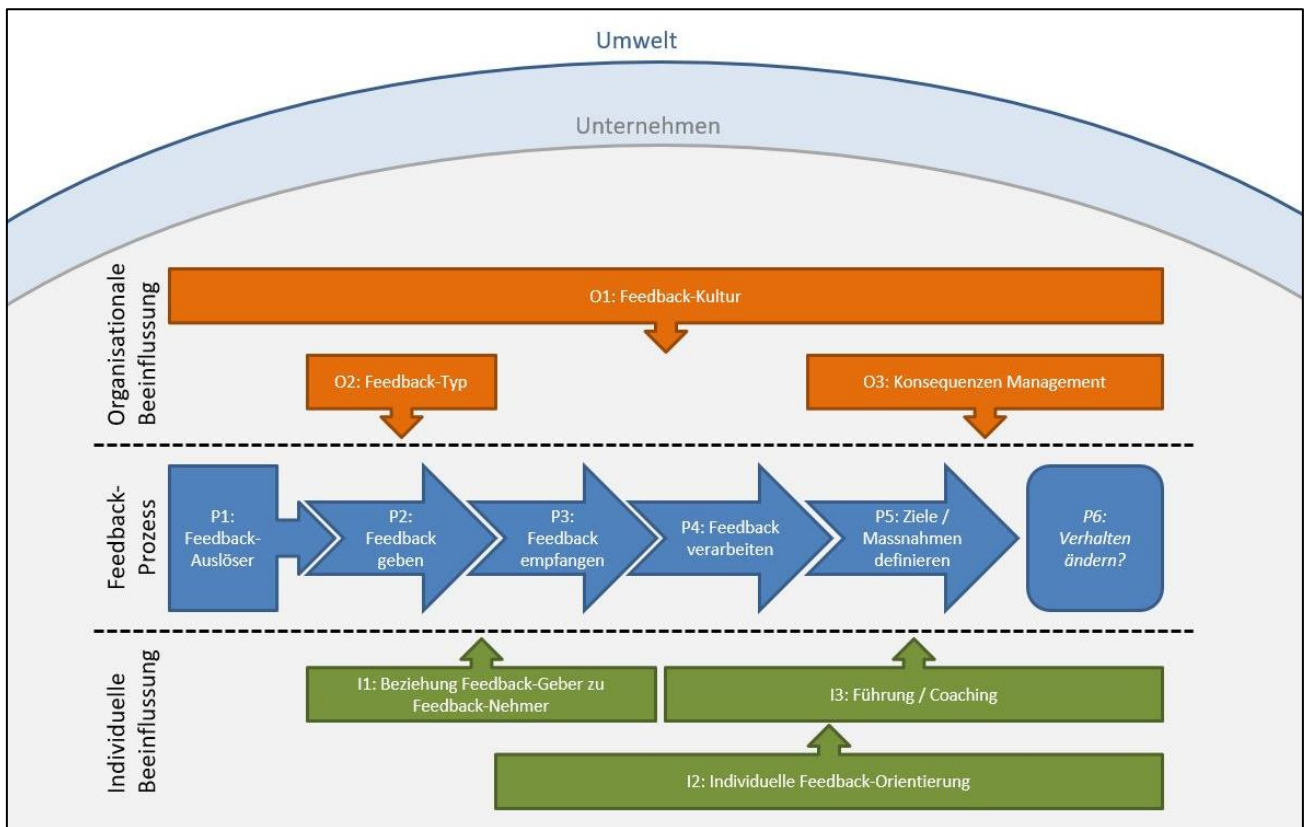 Umwelt
Unternehmen
Organisationale
Beeinflussung
O1: Feedback-Kultur
O2: Feedback-Typ
O3: Konsequenzen Management
Feedback-
Prozess
P1:
Feedback-
Auslöser
P2:
Feedback
geben
P3:
Feedback
empfangen
P4: Feedback
verarbeiten
P5: Ziele /
Massnahmen
definieren
P6:
Verhalten
ändern?
Individuelle
Beeinflussung
I1: Beziehung Feedback-Geber zu
Feedback-Nehmer
I3: Führung / Coaching
I2: Individuelle Feedback-Orientierung